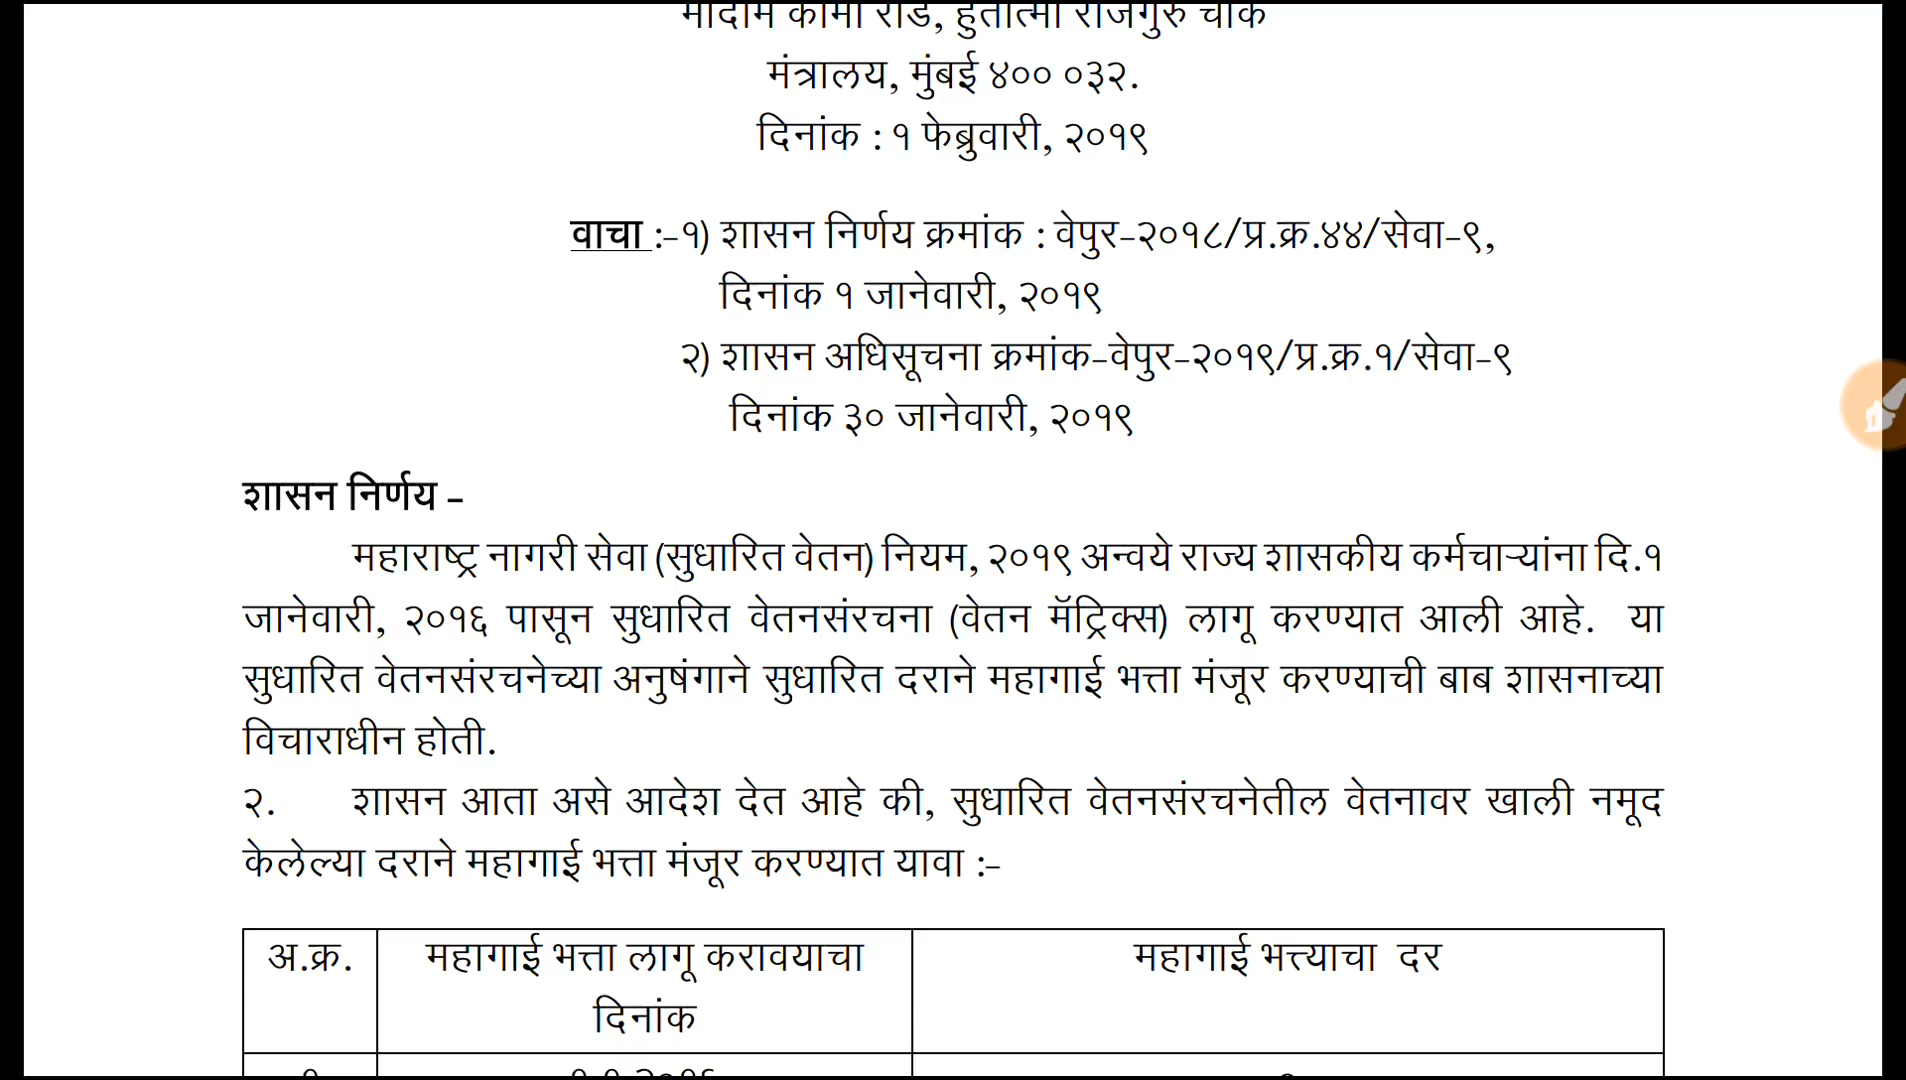 मादाम कामा रोड, हुतात्मा राजगुरु चौक
मंत्रालय, मुंबई ४०० ०३२.
दिनांक : १ फेब्रुवारी, २०१९
वाचा :-१) शासन निर्णय क्रमांक : वेपुर-२०१८/प्र.क्र.४४/सेवा-९,
दिनांक १ जानेवारी, २०१९
२) शासन अधिसूचना क्रमांक-वेपुर-२०१९/प्र.क्र.१/सेवा-९
दिनांक ३० जानेवारी, २०१९
शासन निर्णय -
महाराष्ट्र नागरी सेवा (सुधारित वेतन) नियम, २०१९ अन्वये राज्य शासकीय कर्मचाऱ्यांना दि.१
जानेवारी, २०१६ पासून सुधारित वेतनसंरचना (वेतन मॅट्रिक्स) लागू करण्यात आली आहे. या
सुधारित वेतनसंरचनेच्या अनुषंगाने सुधारित दराने महागाई भत्ता मंजूर करण्याची बाब शासनाच्या
विचाराधीन होती.
२. शासन आता असे आदेश देत आहे की, सुधारित वेतनसंरचनेतील वेतनावर खाली नमूद
केलेल्या दराने महागाई भत्ता मंजूर करण्यात यावा :-
अ.क्र. महागाई भत्ता लागू करावयाचा महागाई भत्त्याचा दर
दिनांक